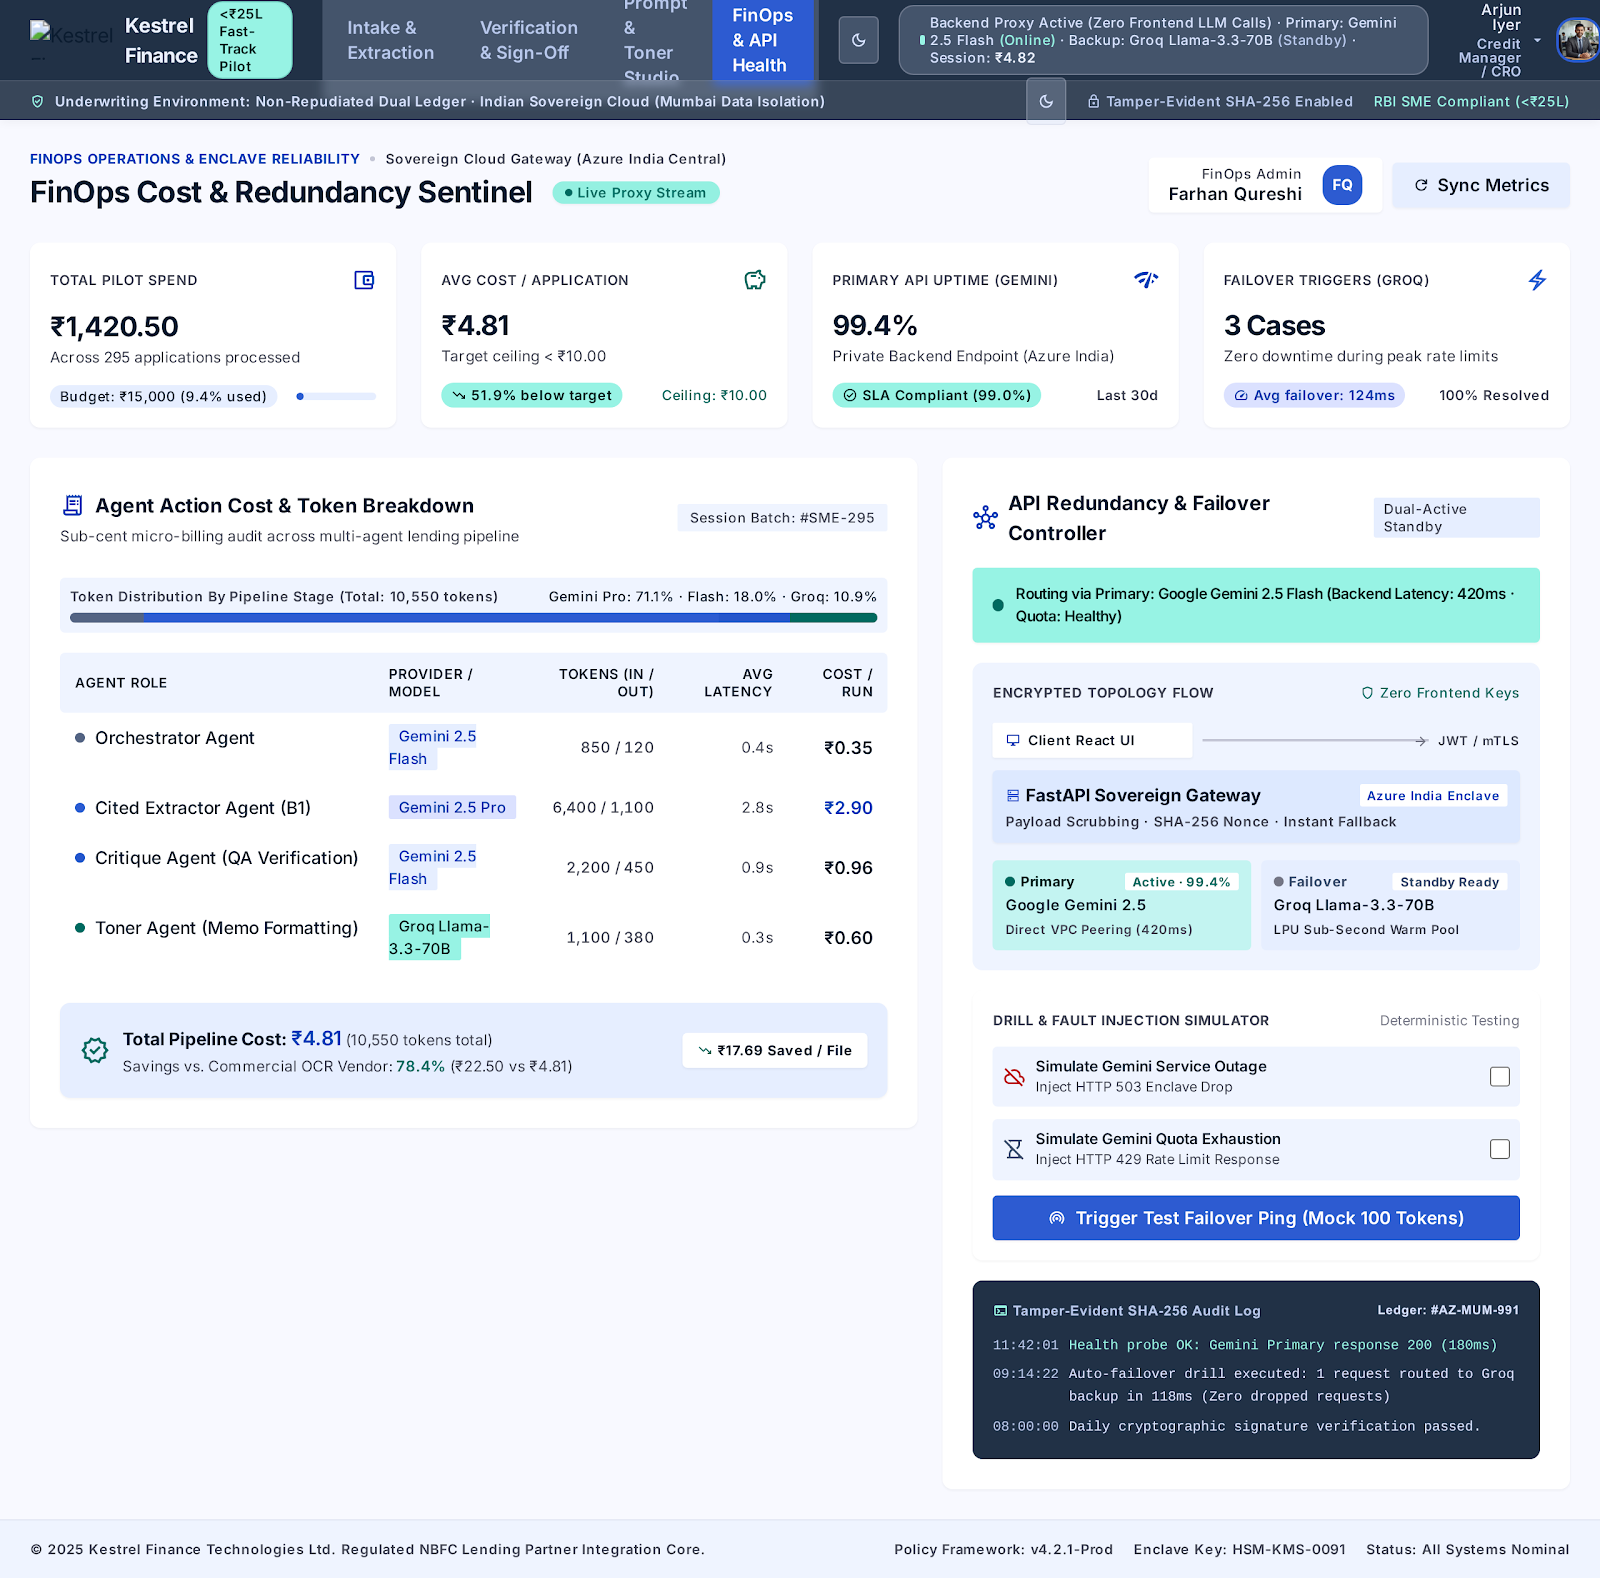 Kestrel
Kestrel Finance
<₹25L Fast-Track Pilot
Intake & Extraction
Verification & Sign-Off
Prompt & Toner Studio
FinOps & API Health
Backend Proxy Active (Zero Frontend LLM Calls) · Primary: Gemini
2.5 Flash (Online) · Backup: Groq Llama-3.3-70B (Standby) ·
Session: ₹4.82
Arjun Iyer
Credit Manager / CRO
Underwriting Environment: Non-Repudiated Dual Ledger · Indian Sovereign Cloud (Mumbai Data Isolation)
Tamper-Evident SHA-256 Enabled
RBI SME Compliant (<₹25L)
FINOPS OPERATIONS & ENCLAVE RELIABILITY • Sovereign Cloud Gateway (Azure India Central)
FinOps Cost & Redundancy Sentinel
Live Proxy Stream
FinOps Admin
Farhan Qureshi
FQ
Sync Metrics
TOTAL PILOT SPEND
₹1,420.50
Across 295 applications processed
Budget: ₹15,000 (9.4% used)
AVG COST / APPLICATION
₹4.81
Target ceiling < ₹10.00
51.9% below target
Ceiling: ₹10.00
PRIMARY API UPTIME (GEMINI)
99.4%
Private Backend Endpoint (Azure India)
SLA Compliant (99.0%)
Last 30d
FAILOVER TRIGGERS (GROQ)
3 Cases
Zero downtime during peak rate limits
Avg failover: 124ms
100% Resolved
Agent Action Cost & Token Breakdown
Sub-cent micro-billing audit across multi-agent lending pipeline
Session Batch: #SME-295
Token Distribution By Pipeline Stage (Total: 10,550 tokens)
Gemini Pro: 71.1% · Flash: 18.0% · Groq: 10.9%
AGENT ROLE
PROVIDER / MODEL
TOKENS (IN / OUT)
AVG LATENCY
COST / RUN
Orchestrator Agent
Gemini 2.5 Flash
850 / 120
0.4s
₹0.35
Cited Extractor Agent (B1)
Gemini 2.5 Pro
6,400 / 1,100
2.8s
₹2.90
Critique Agent (QA Verification)
Gemini 2.5 Flash
2,200 / 450
0.9s
₹0.96
Toner Agent (Memo Formatting)
Groq Llama-3.3-70B
1,100 / 380
0.3s
₹0.60
Total Pipeline Cost: ₹4.81 (10,550 tokens total)
Savings vs. Commercial OCR Vendor: 78.4% (₹22.50 vs ₹4.81)
₹17.69 Saved / File
API Redundancy & Failover
Controller
Dual-Active
Standby
Routing via Primary: Google Gemini 2.5 Flash (Backend Latency: 420ms ·
Quota: Healthy)
ENCRYPTED TOPOLOGY FLOW
Zero Frontend Keys
Client React UI
JWT / mTLS
FastAPI Sovereign Gateway
Azure India Enclave
Payload Scrubbing · SHA-256 Nonce · Instant Fallback
Primary
Active · 99.4%
Google Gemini 2.5
Direct VPC Peering (420ms)
Failover
Standby Ready
Groq Llama-3.3-70B
LPU Sub-Second Warm Pool
DRILL & FAULT INJECTION SIMULATOR
Deterministic Testing
Simulate Gemini Service Outage
Inject HTTP 503 Enclave Drop
Simulate Gemini Quota Exhaustion
Inject HTTP 429 Rate Limit Response
Trigger Test Failover Ping (Mock 100 Tokens)
Tamper-Evident SHA-256 Audit Log
Ledger: #AZ-MUM-991
11:42:01 Health probe OK: Gemini Primary response 200 (180ms)
09:14:22 Auto-failover drill executed: 1 request routed to Groq
backup in 118ms (Zero dropped requests)
08:00:00 Daily cryptographic signature verification passed.
© 2025 Kestrel Finance Technologies Ltd. Regulated NBFC Lending Partner Integration Core.
Policy Framework: v4.2.1-Prod
Enclave Key: HSM-KMS-0091
Status: All Systems Nominal